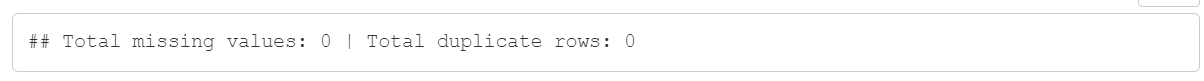 ## Total missing values: 0 | Total duplicate rows: 0